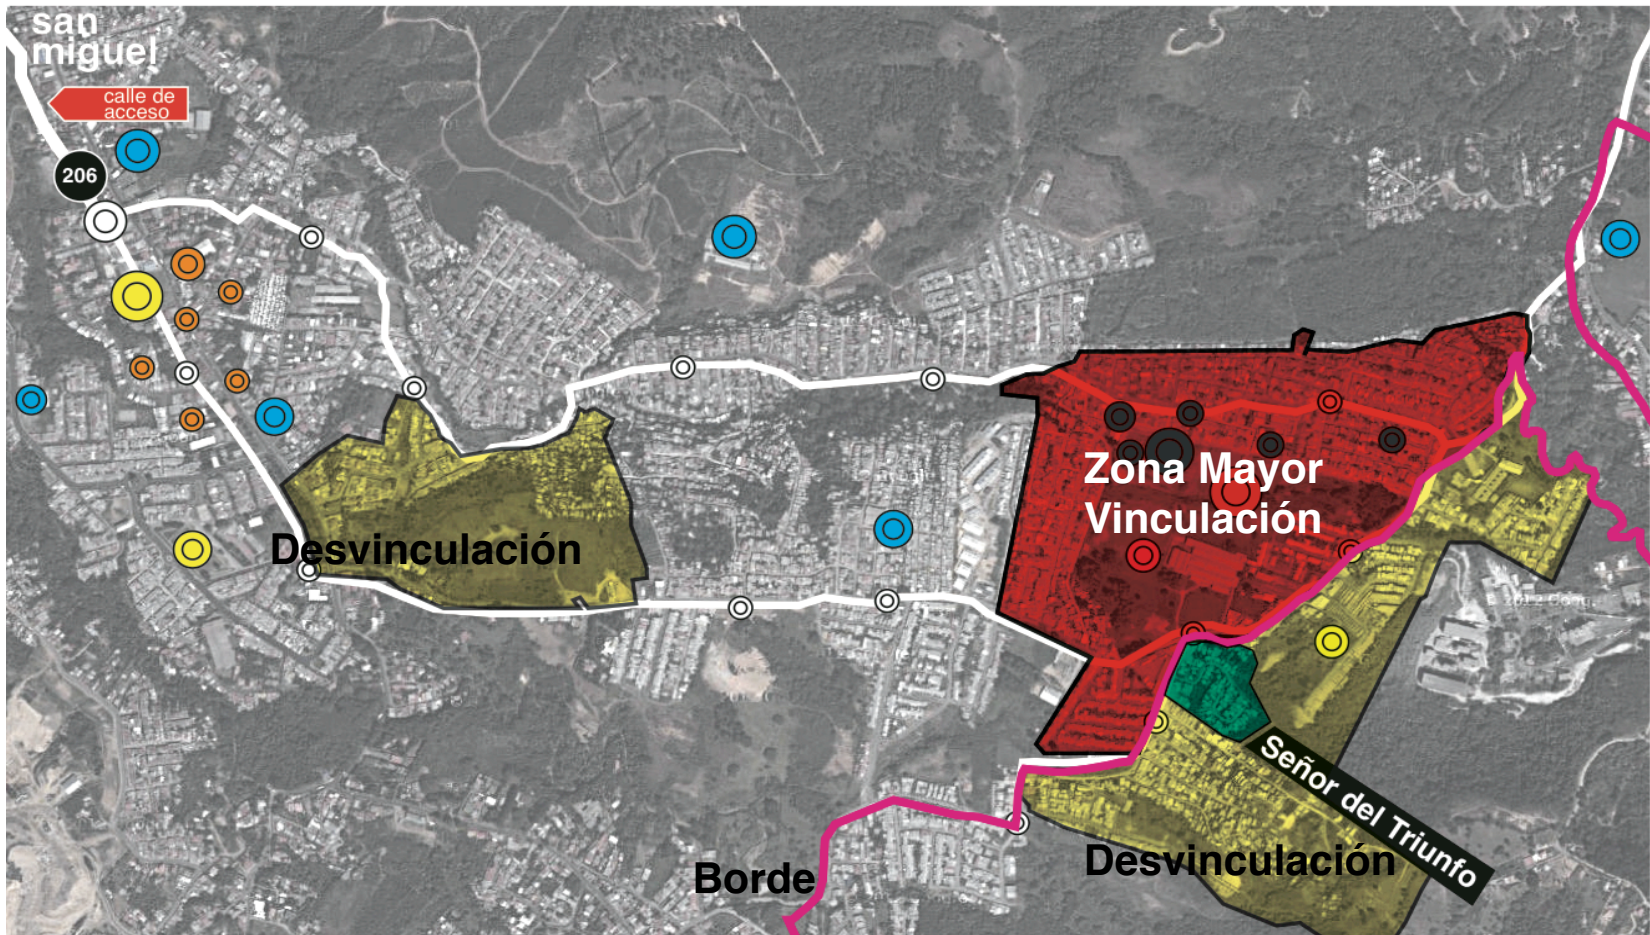 san
miguel
calle de
acceso
206
Zona Mayor
Vinculación
Desvinculación
Señor del Triunfo
Desvinculación
Borde